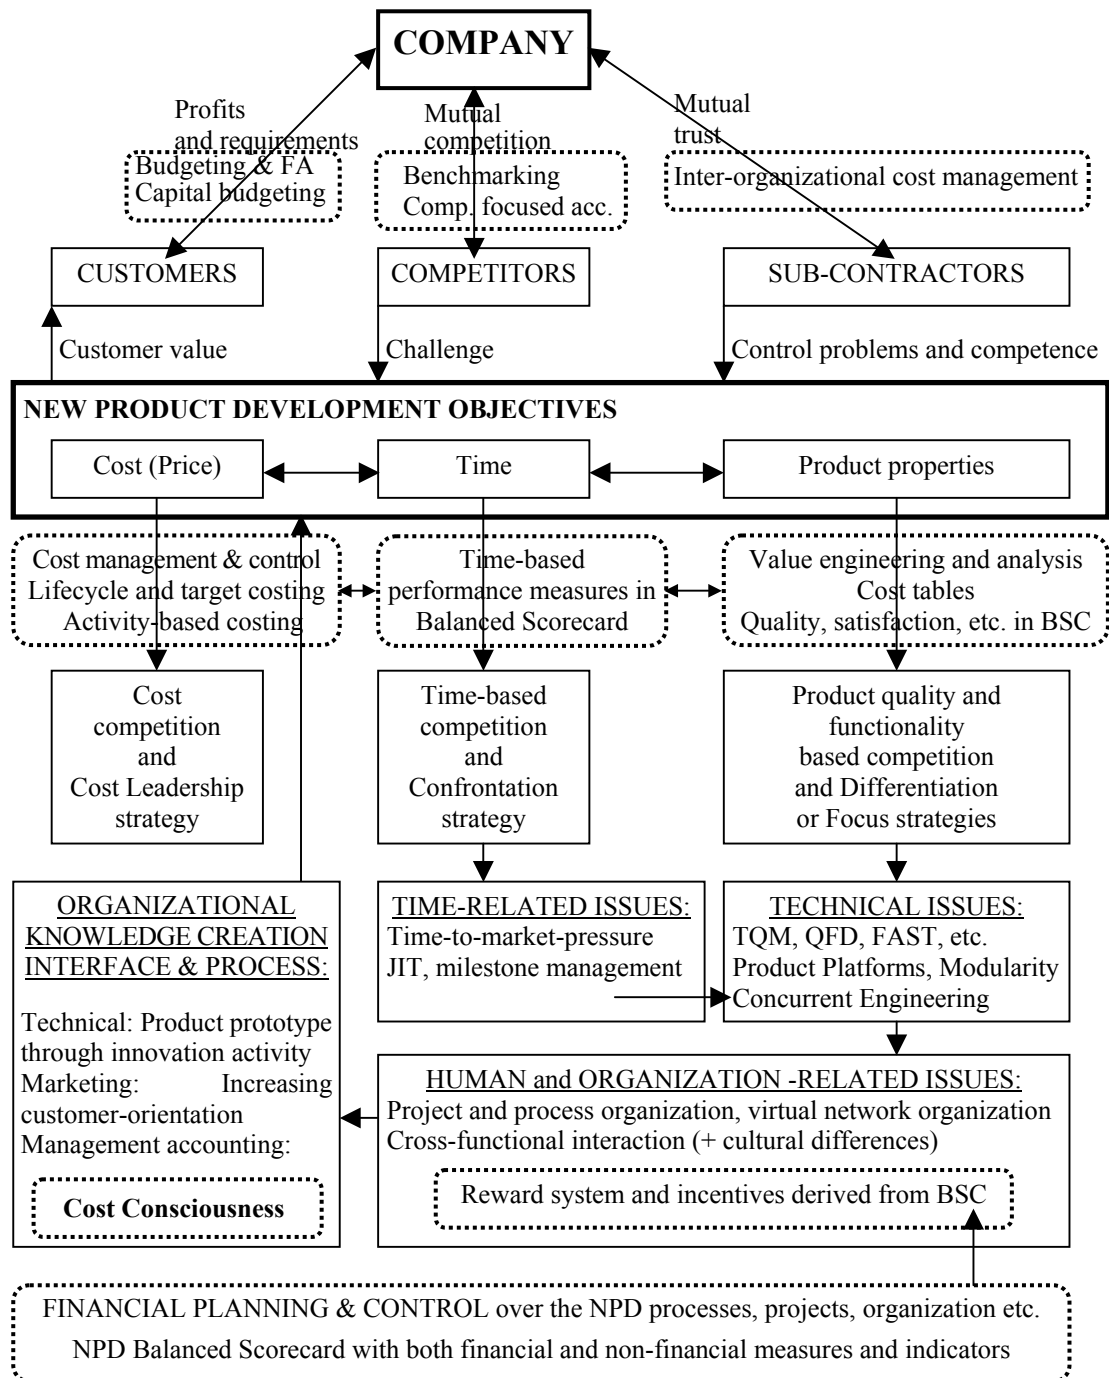 COMPANY
Profits
and requirements
Mutual
competition
Mutual
trust
Budgeting & FA
Capital budgeting
Benchmarking
Comp. focused acc.
Inter-organizational cost management
CUSTOMERS
COMPETITORS
SUB-CONTRACTORS
Customer value
Challenge
Control problems and competence
NEW PRODUCT DEVELOPMENT OBJECTIVES
Cost (Price)
Time
Product properties
Cost management & control
Lifecycle and target costing
Activity-based costing
Time-based
performance measures in
Balanced Scorecard
Value engineering and analysis
Cost tables
Quality, satisfaction, etc. in BSC
Cost
competition
and
Cost Leadership
strategy
Time-based
competition
and
Confrontation
strategy
Product quality and
functionality
based competition
and Differentiation
or Focus strategies
ORGANIZATIONAL
KNOWLEDGE CREATION
INTERFACE & PROCESS:
Technical: Product prototype
through innovation activity
Marketing: Increasing
customer-orientation
Management accounting:
Cost Consciousness
TIME-RELATED ISSUES:
Time-to-market-pressure
JIT, milestone management
TECHNICAL ISSUES:
TQM, QFD, FAST, etc.
Product Platforms, Modularity
Concurrent Engineering
HUMAN and ORGANIZATION -RELATED ISSUES:
Project and process organization, virtual network organization
Cross-functional interaction (+ cultural differences)
Reward system and incentives derived from BSC
FINANCIAL PLANNING & CONTROL over the NPD processes, projects, organization etc.
NPD Balanced Scorecard with both financial and non-financial measures and indicators